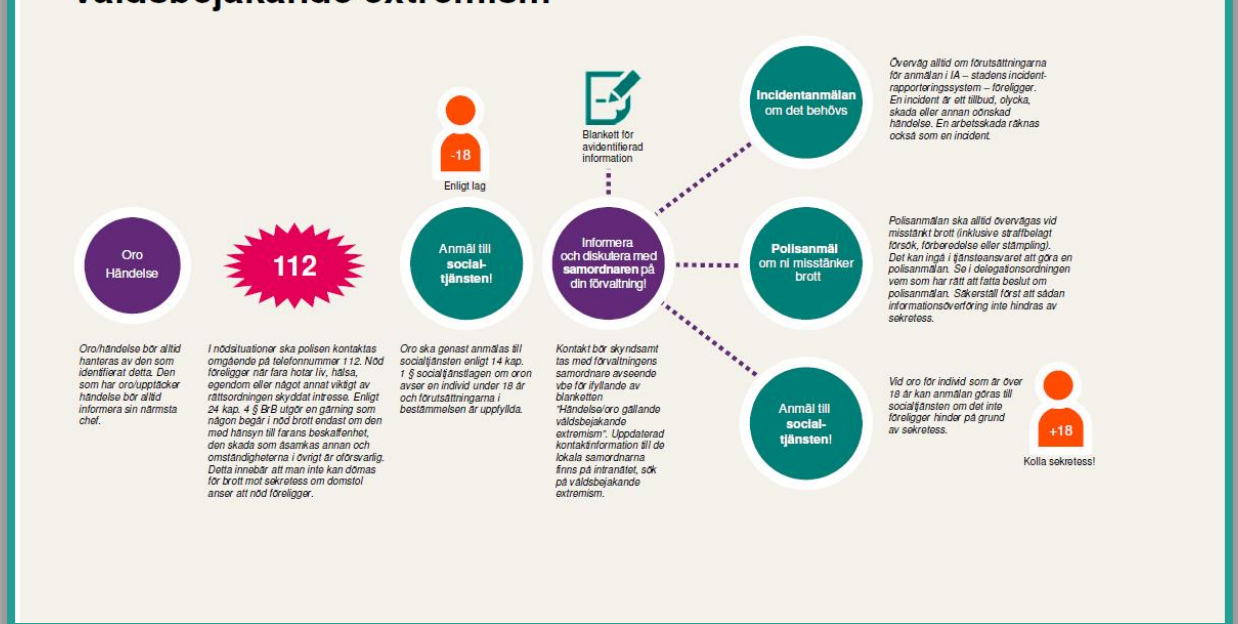 våldsbejakande extremism
-18
Enligt lag
Blankett för
avidentifierad
information
Incidentanmälan
om det behövs
Överväg alltid om förutsättningarna
för anmälan i IA – stadens incident-
rapporteringssystem – föreligger.
En incident är ett tillbud, olycka,
skada eller annan oönskad
händelse. En arbetsskada räknas
också som en incident.
Oro
Händelse
112
Anmäl till
social-
tjänsten!
Informera
och diskutera med
samordnaren på
din förvaltning!
Polisanmäl
om ni misstänker
brott
Polisanmälan ska alltid övervägas vid
misstänkt brott (inklusive straffbelagt
försök, förberedelse eller stämpling).
Det kan ingå i tjänsteansvaret att göra en
polisanmälan. Se i delegationsordningen
vem som har rätt att fatta beslut om
polisanmälan. Säkerställ först att sådan
informationsöverföring inte hindras av
sekretess.
Oro/händelse bör alltid
hanteras av den som
identifierat detta. Den
som har oro/upptäcker
händelse bör alltid
informera sin närmsta
chef.
I nödsituationer ska polisen kontaktas
omgående på telefonnummer 112. Nöd
föreligger när fara hotar liv, hälsa,
egendom eller något annat viktigt av
rättsordningen skyddat intresse. Enligt
24 kap. 4 § BrB utgör en gärning som
någon begår i nöd brott endast om den
med hänsyn till farans beskaffenhet,
den skada som åsamkas annan och
omständigheterna i övrigt är oförsvarlig.
Detta innebär att man inte kan dömas
för brott mot sekretess om domstol
anser att nöd föreligger.
Oro ska genast anmälas till
socialtjänsten enligt 14 kap.
1 § socialtjänstlagen om oron
avser en individ under 18 år
och förutsättningarna i
bestämmelsen är uppfyllda.
Kontakt bör skyndsamt
tas med förvaltningens
samordnare avseende
vbe för ifyllande av
blanketten
"Händelse/oro gällande
våldsbejakande
extremism". Uppdaterad
kontaktinformation till de
lokala samordnarna
finns på intranätet, sök
på våldsbejakande
extremism.
Anmäl till
social-
tjänsten!
Vid oro för individ som är över
18 år kan anmälan göras till
socialtjänsten om det inte
föreligger hinder på grund
av sekretess.
+18
Kolla sekretess!